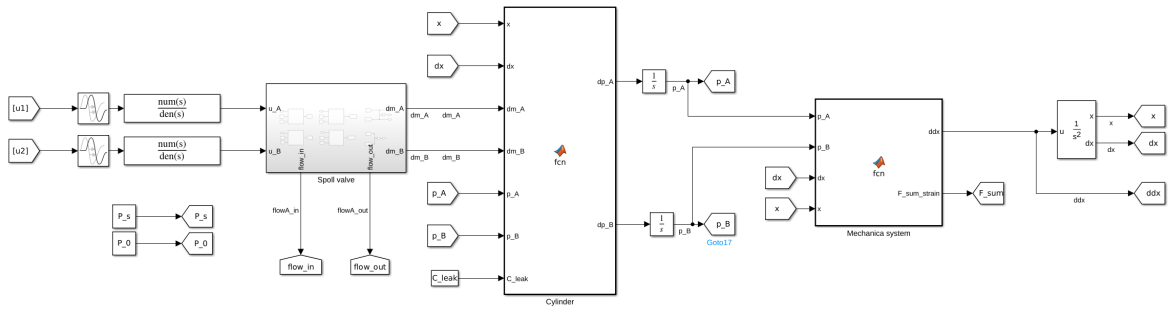 [u1]
num(s)
den(s)
[u2]
num(s)
den(s)
u_A
u_B
dm_A
dm_B
flow_in
flow_out
Spoll valve
dm_A
dm_A
dm_B
dm_B
flowA_in
flowA_out
flow_in
flow_out
P_s
P_s
P_0
P_0
x
dx
p_A
p_B
C_leak
x
dx
dm_A
dm_B
p_A
p_B
C_leak
fcn
dp_A
dp_B
Cylinder
1
s
p_A
p_A
1
s
p_B
p_B
Goto17
dx
x
p_A
p_B
dx
x
fcn
ddx
F_sum_strain
Mechanica system
F_sum
u
1
s²
x
dx
x
dx
x
dx
ddx
ddx